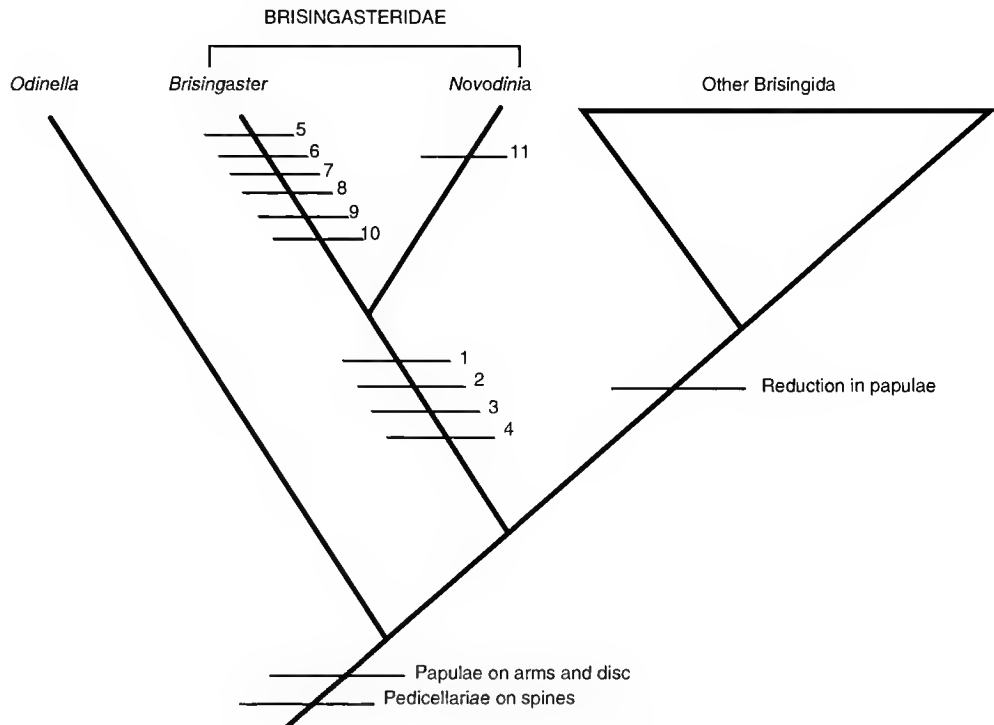 BRISINGASTERIDAE
Odinella
Brisingaster
Novodinia
Other Brisingida
5
6
7
8
9
10
11
1
2
3
4
Reduction in papulae
Papulae on arms and disc
Pedicellariae on spines